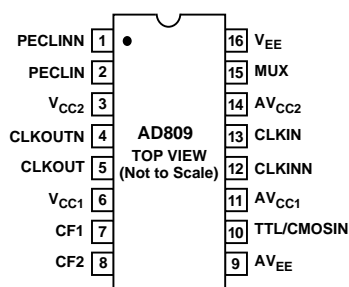 PECLINN 1
PECLIN 2
VCC2 3
CLKOUTN 4
CLKOUT 5
VCC1 6
CF1 7
CF2 8
AD809
TOP VIEW
(Not to Scale)
16 VEE
15 MUX
14 AVCC2
13 CLKIN
12 CLKINN
11 AVCC1
10 TTL/CMOSIN
9 AVEE